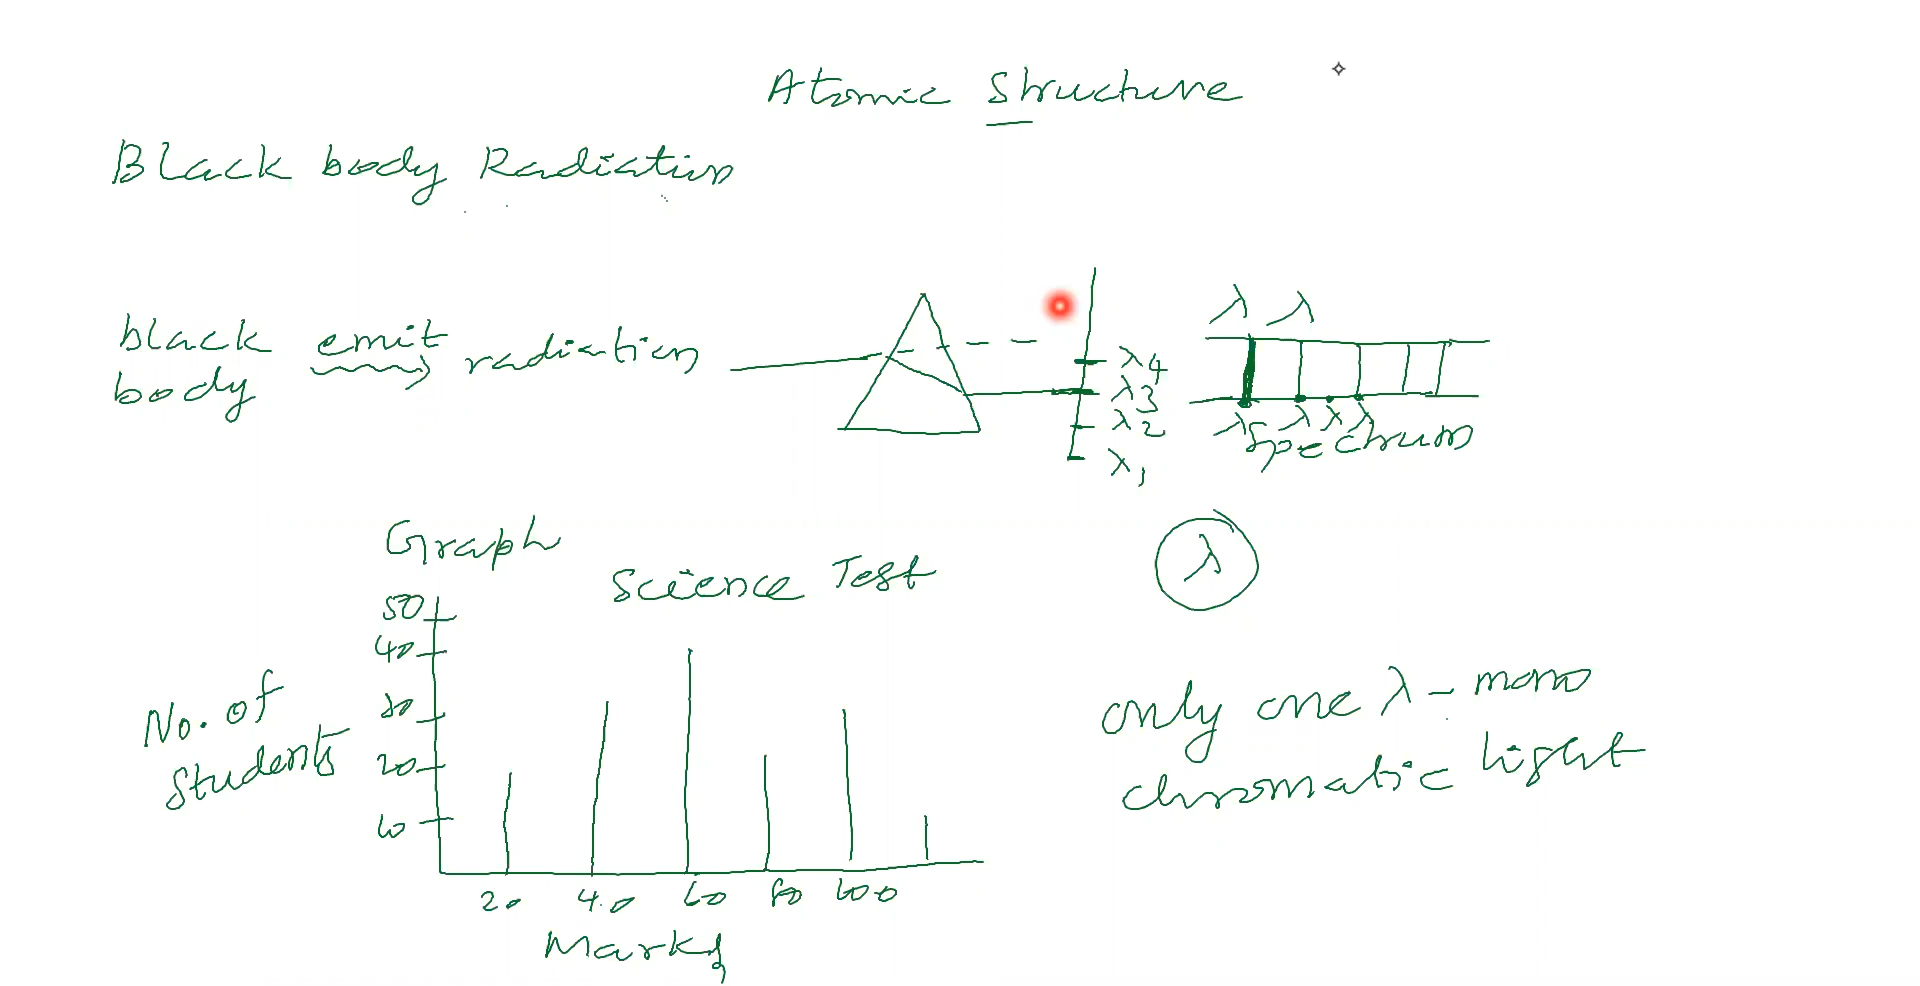 Atomic Structure
Black body Radiation
black emit radiation
body
λ4
λ3
λ2
λ1
λ λ
λ λ λ λ
Spectrum
Graph
Science Test
λ
50
40
30
20
10
No. of
Students
20 40 60 80 100
Marks
only one λ - mono
chromatic light